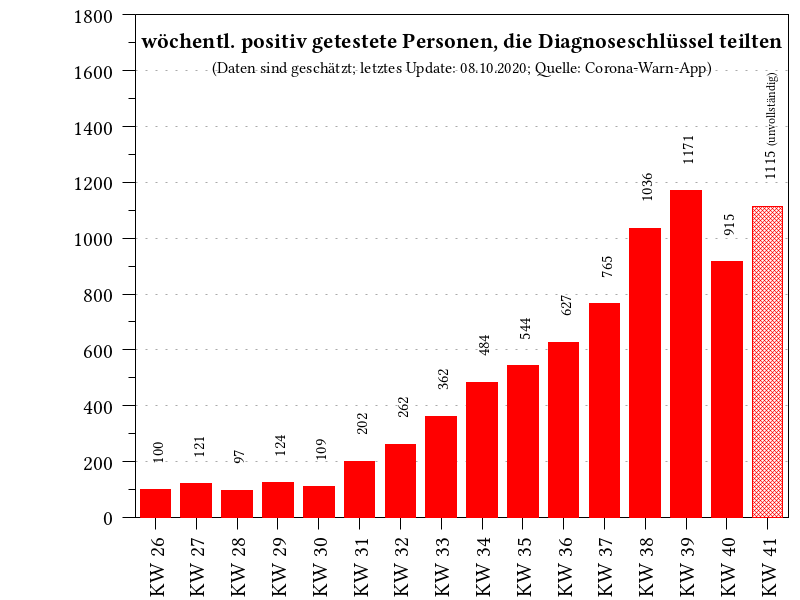 wöchentl. positiv getestete Personen, die Diagnoseschlüssel teilten
(Daten sind geschätzt; letztes Update: 08.10.2020; Quelle: Corona-Warn-App)
1800
1600
1400
1200
1000
800
600
400
200
0
100
121
97
124
109
202
262
362
484
544
627
765
1036
1171
915
1115 (unvollständig)
KW 26
KW 27
KW 28
KW 29
KW 30
KW 31
KW 32
KW 33
KW 34
KW 35
KW 36
KW 37
KW 38
KW 39
KW 40
KW 41